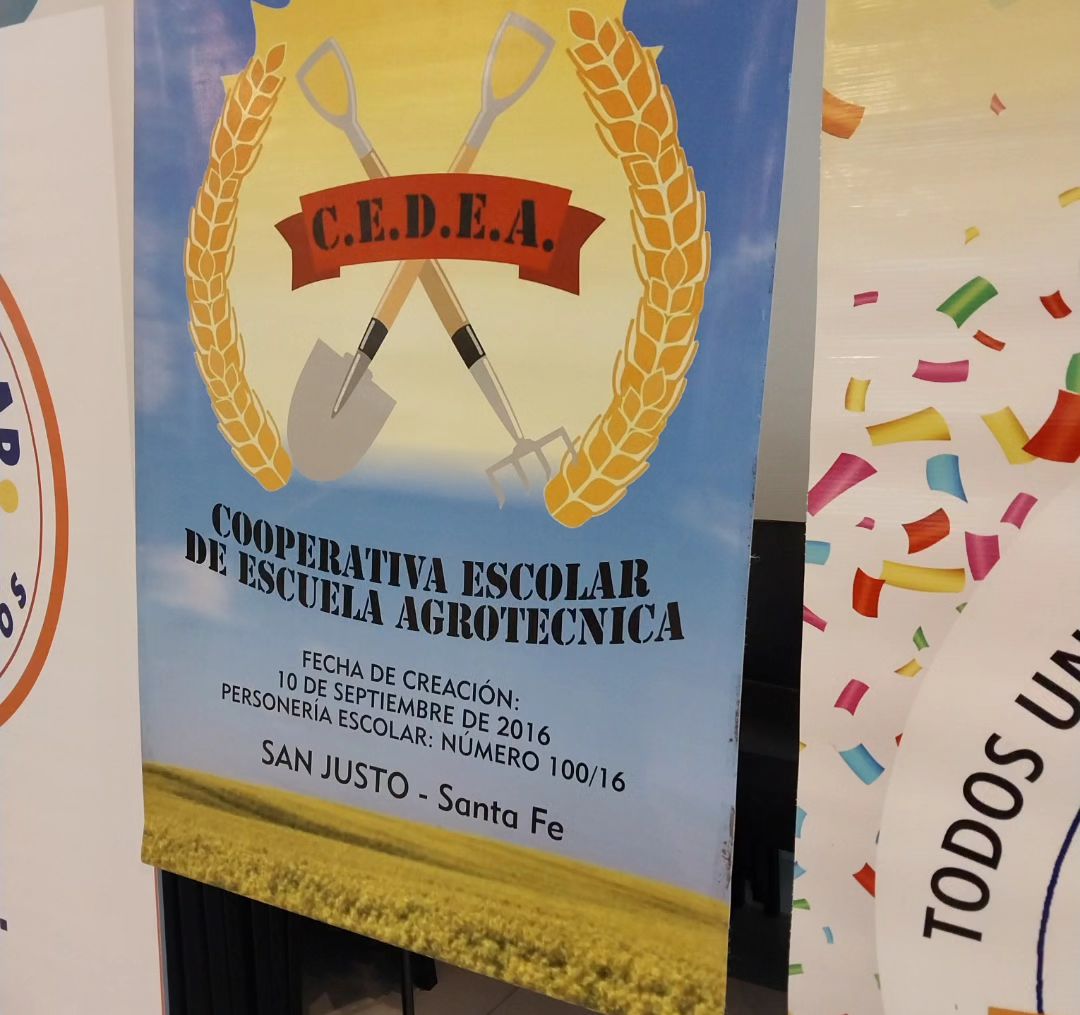 C.E.D.E.A.
COOPERATIVA ESCOLAR
DE ESCUELA AGROTECNICA
FECHA DE CREACIÓN:
10 DE SEPTIEMBRE DE 2016
PERSONERÍA ESCOLAR: NÚMERO 100/16
SAN JUSTO - Santa Fe
TODOS